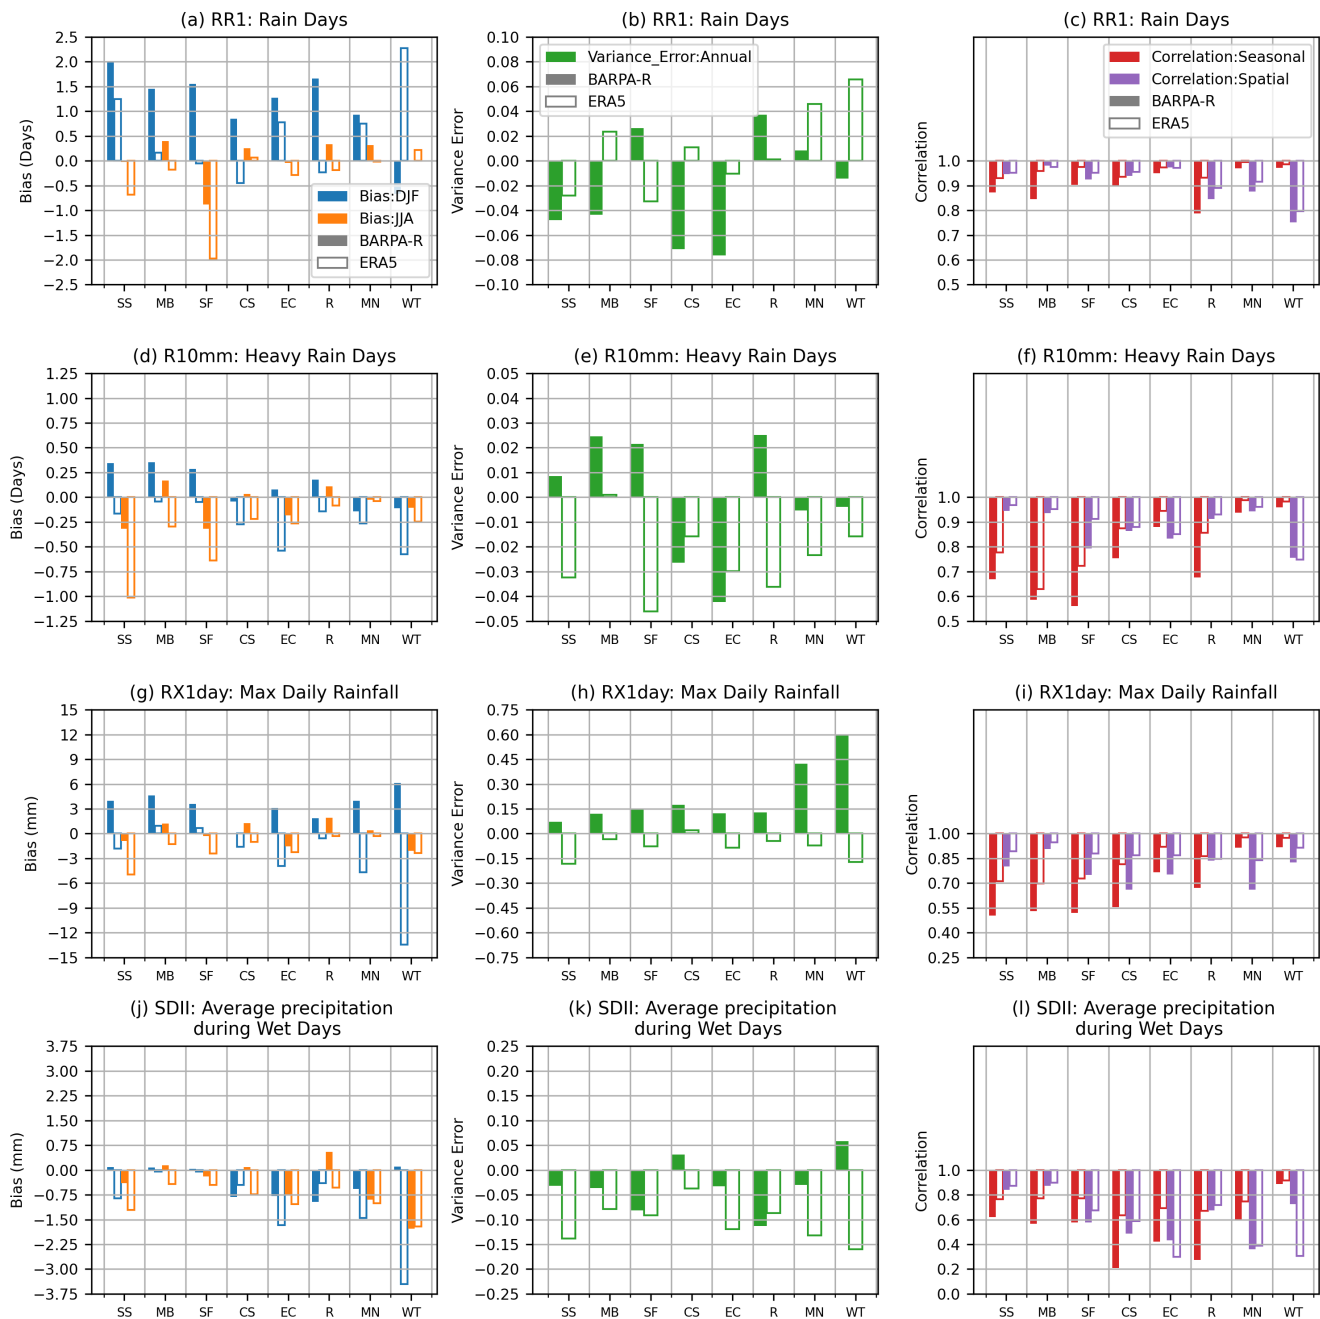 (a) RR1: Rain Days
Bias (Days)
2.5
2.0
1.5
1.0
0.5
0.0
−0.5
−1.0
−1.5
−2.0
−2.5
Bias:DJF
Bias:JJA
BARPA-R
ERA5
SS MB SF CS EC R MN WT
(b) RR1: Rain Days
Variance Error
0.10
0.08
0.06
0.04
0.02
0.00
−0.02
−0.04
−0.06
−0.08
−0.10
Variance_Error:Annual
BARPA-R
ERA5
SS MB SF CS EC R MN WT
(c) RR1: Rain Days
Correlation
Correlation:Seasonal
Correlation:Spatial
BARPA-R
ERA5
1.0
0.9
0.8
0.7
0.6
0.5
SS MB SF CS EC R MN WT
(d) R10mm: Heavy Rain Days
Bias (Days)
1.25
1.00
0.75
0.50
0.25
0.00
−0.25
−0.50
−0.75
−1.00
−1.25
SS MB SF CS EC R MN WT
(e) R10mm: Heavy Rain Days
Variance Error
0.05
0.04
0.03
0.02
0.01
0.00
−0.01
−0.02
−0.03
−0.04
−0.05
SS MB SF CS EC R MN WT
(f) R10mm: Heavy Rain Days
Correlation
1.0
0.9
0.8
0.7
0.6
0.5
SS MB SF CS EC R MN WT
(g) RX1day: Max Daily Rainfall
Bias (mm)
15
12
9
6
3
0
−3
−6
−9
−12
−15
SS MB SF CS EC R MN WT
(h) RX1day: Max Daily Rainfall
Variance Error
0.75
0.60
0.45
0.30
0.15
0.00
−0.15
−0.30
−0.45
−0.60
−0.75
SS MB SF CS EC R MN WT
(i) RX1day: Max Daily Rainfall
Correlation
1.00
0.85
0.70
0.55
0.40
0.25
SS MB SF CS EC R MN WT
(j) SDII: Average precipitation
during Wet Days
Bias (mm)
3.75
3.00
2.25
1.50
0.75
0.00
−0.75
−1.50
−2.25
−3.00
−3.75
SS MB SF CS EC R MN WT
(k) SDII: Average precipitation
during Wet Days
Variance Error
0.25
0.20
0.15
0.10
0.05
0.00
−0.05
−0.10
−0.15
−0.20
−0.25
SS MB SF CS EC R MN WT
(l) SDII: Average precipitation
during Wet Days
Correlation
1.0
0.8
0.6
0.4
0.2
0.0
SS MB SF CS EC R MN WT